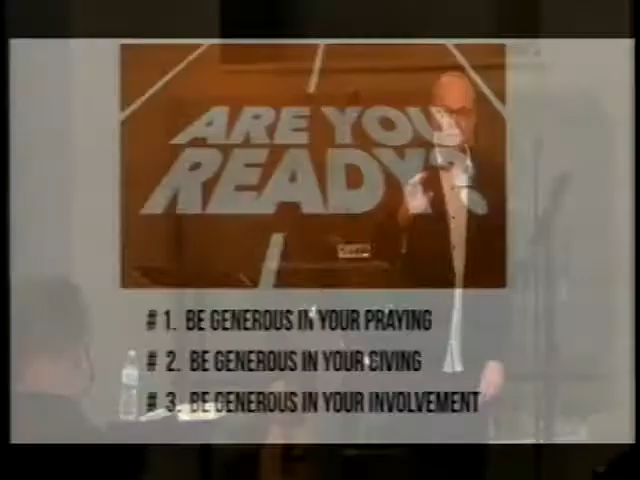 ARE YOU
READY?
# 1. BE GENEROUS IN YOUR PRAYING
# 2. BE GENEROUS IN YOUR GIVING
# 3. BE GENEROUS IN YOUR INVOLVEMENT